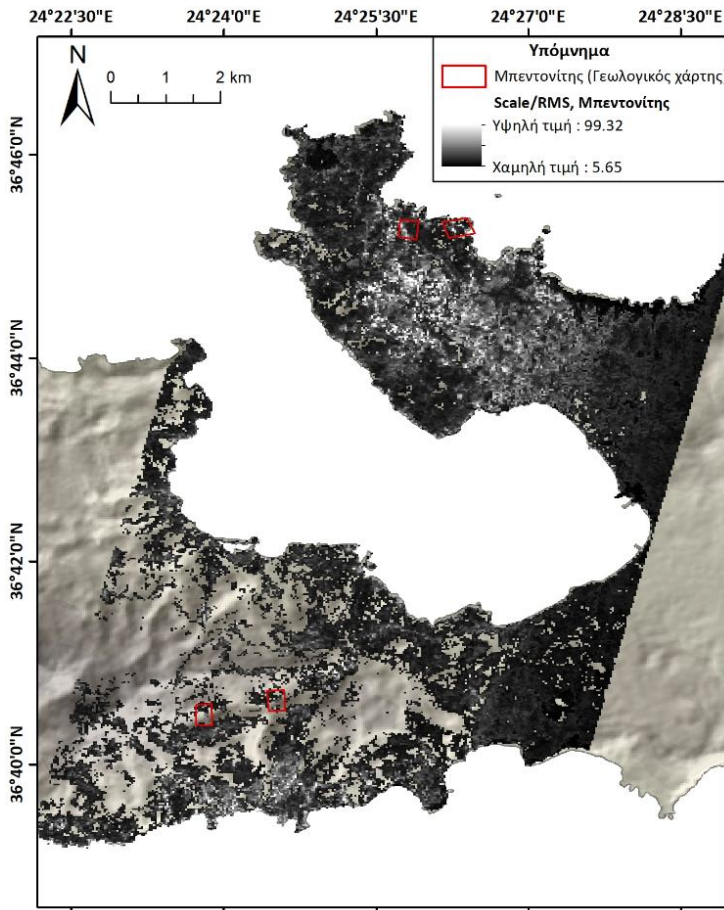 24°22'30"E 24°24'0"E 24°25'30"E 24°27'0"E 24°28'30"E
N
0 1 2 km
Υπόμνημα
Μπεντονίτης (Γεωλογικός χάρτης)
Scale/RMS, Μπεντονίτης
Υψηλή τιμή : 99.32
Χαμηλή τιμή : 5.65
36°46'0"N
36°44'0"N
36°42'0"N
36°40'0"N